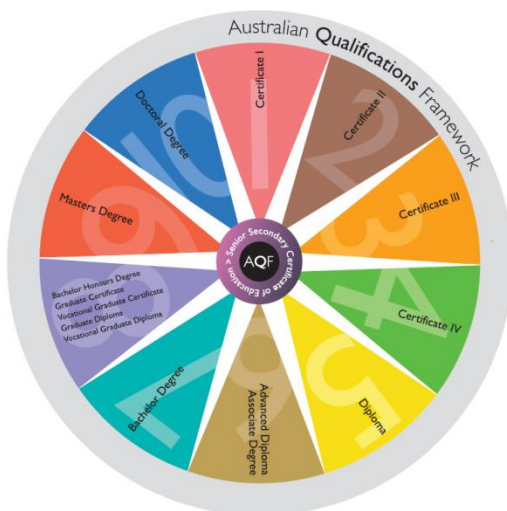 Australian Qualifications Framework
1
Certificate I
2
Certificate II
3
Certificate III
4
Certificate IV
5
Diploma
6
Advanced Diploma
Associate Degree
7
Bachelor Degree
8
Bachelor Honours Degree
Graduate Certificate
Vocational Graduate Certificate
Graduate Diploma
Vocational Graduate Diploma
9
Masters Degree
10
Doctoral Degree
AQF
> Senior Secondary Certificate of Education